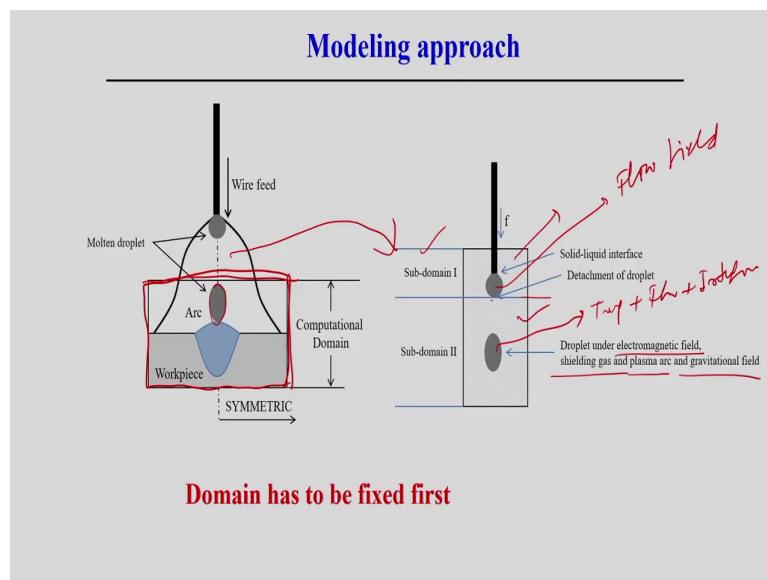 Modeling approach
Wire feed
Molten droplet
Arc
Computational
Domain
Workpiece
SYMMETRIC
f
Sub-domain I
Solid-liquid interface
Detachment of droplet
Sub-domain II
Droplet under electromagnetic field,
shielding gas and plasma arc and gravitational field
Flow field
Domain has to be fixed first